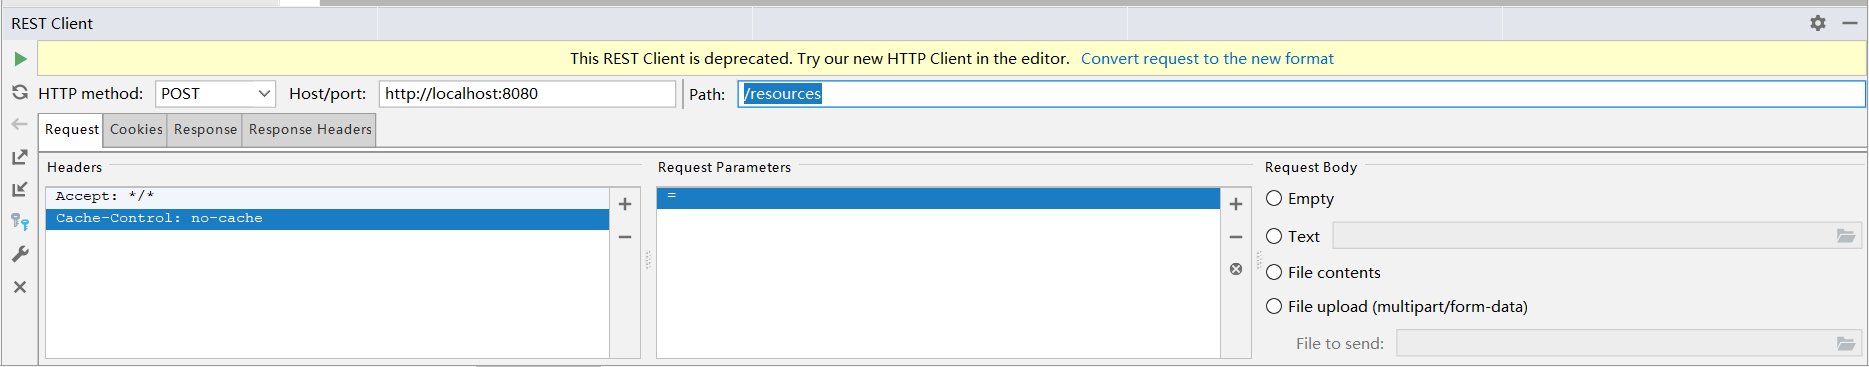 REST Client
This REST Client is deprecated. Try our new HTTP Client in the editor. Convert request to the new format
HTTP method: POST Host/port: http://localhost:8080 Path: /resources
Request Cookies Response Response Headers
Headers Request Parameters Request Body
Accept: */* =
Cache-Control: no-cache
Empty
Text
File contents
File upload (multipart/form-data)
File to send: